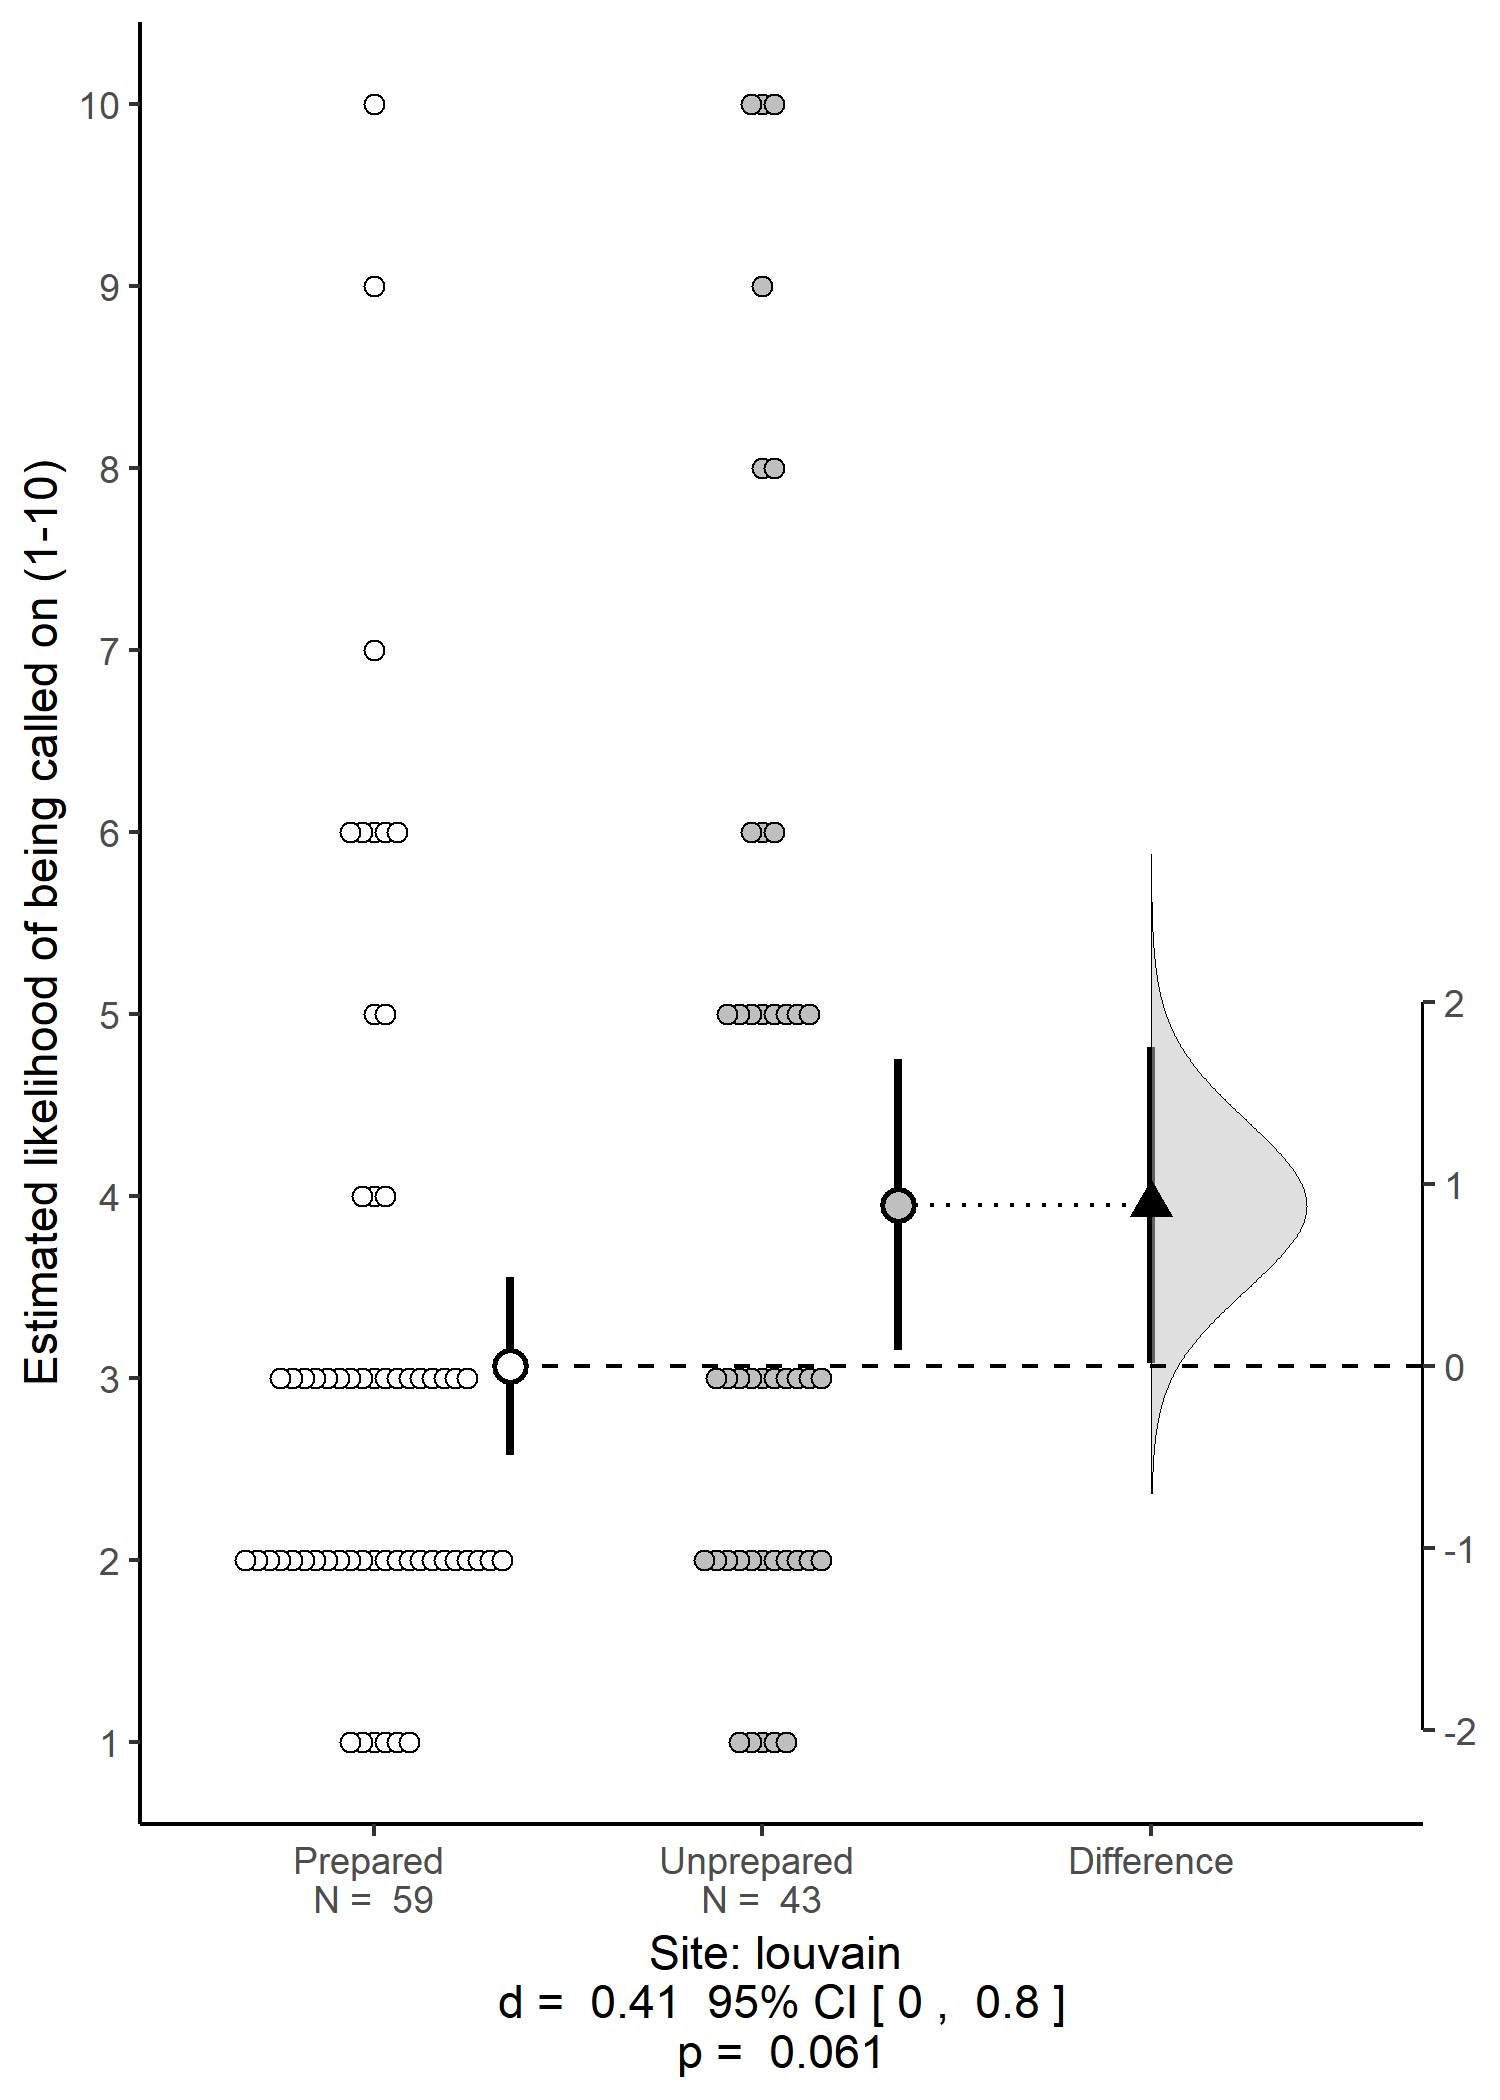 Estimated likelihood of being called on (1-10)
10
9
8
7
6
5
4
3
2
1
2
1
0
-1
-2
Prepared
N = 59
Unprepared
N = 43
Difference
Site: louvain
d = 0.41 95% CI [ 0 , 0.8 ]
p = 0.061